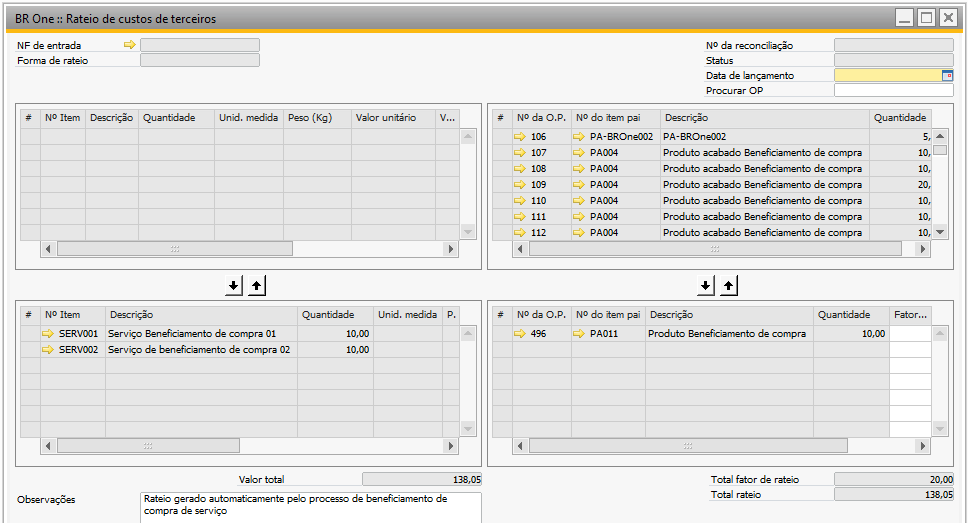 BR One :: Rateio de custos de terceiros
NF de entrada
Forma de rateio
Nº da reconciliação
Status
Data de lançamento
Procurar OP
# Nº Item Descrição Quantidade Unid. medida Peso (Kg) Valor unitário V...
# Nº da O.P. Nº do item pai Descrição Quantidade
106 PA-BROne002 PA-BROne002 5,
107 PA004 Produto acabado Beneficiamento de compra 10,
108 PA004 Produto acabado Beneficiamento de compra 10,
109 PA004 Produto acabado Beneficiamento de compra 20,
110 PA004 Produto acabado Beneficiamento de compra 10,
111 PA004 Produto acabado Beneficiamento de compra 10,
112 PA004 Produto acabado Beneficiamento de compra 10,
# Nº Item Descrição Quantidade Unid. medida P.
SERV001 Serviço Beneficiamento de compra 01 10,00
SERV002 Serviço de beneficiamento de compra 02 10,00
# Nº da O.P. Nº do item pai Descrição Quantidade Fator...
496 PA011 Produto Beneficiamento de compra 10,00
Valor total 138,05
Observações
Rateio gerado automaticamente pelo processo de beneficiamento de
compra de serviço
Total fator de rateio 20,00
Total rateio 138,05